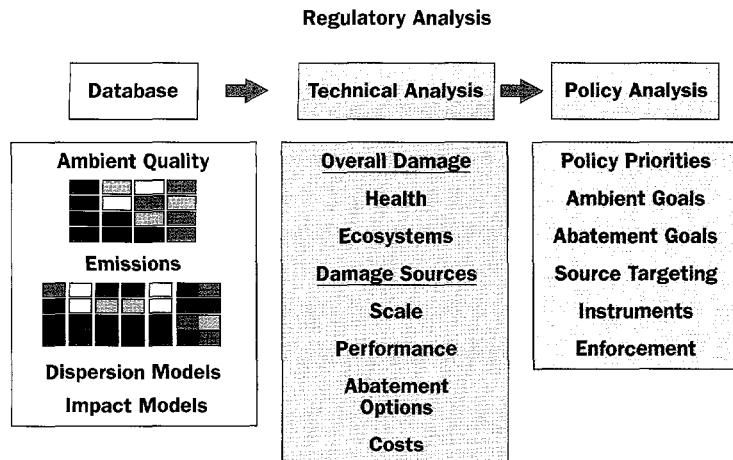 Regulatory Analysis
Database
Technical Analysis
Policy Analysis
Ambient Quality
Emissions
Dispersion Models
Impact Models
Overall Damage
Health
Ecosystems
Damage Sources
Scale
Performance
Abatement
Options
Costs
Policy Priorities
Ambient Goals
Abatement Goals
Source Targeting
Instruments
Enforcement